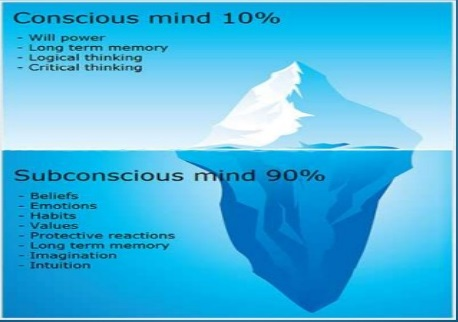 Conscious mind 10%
- Will power
- Long term memory
- Logical thinking
- Critical thinking
Subconscious mind 90%
- Beliefs
- Emotions
- Habits
- Values
- Protective reactions
- Long term memory
- Imagination
- Intuition